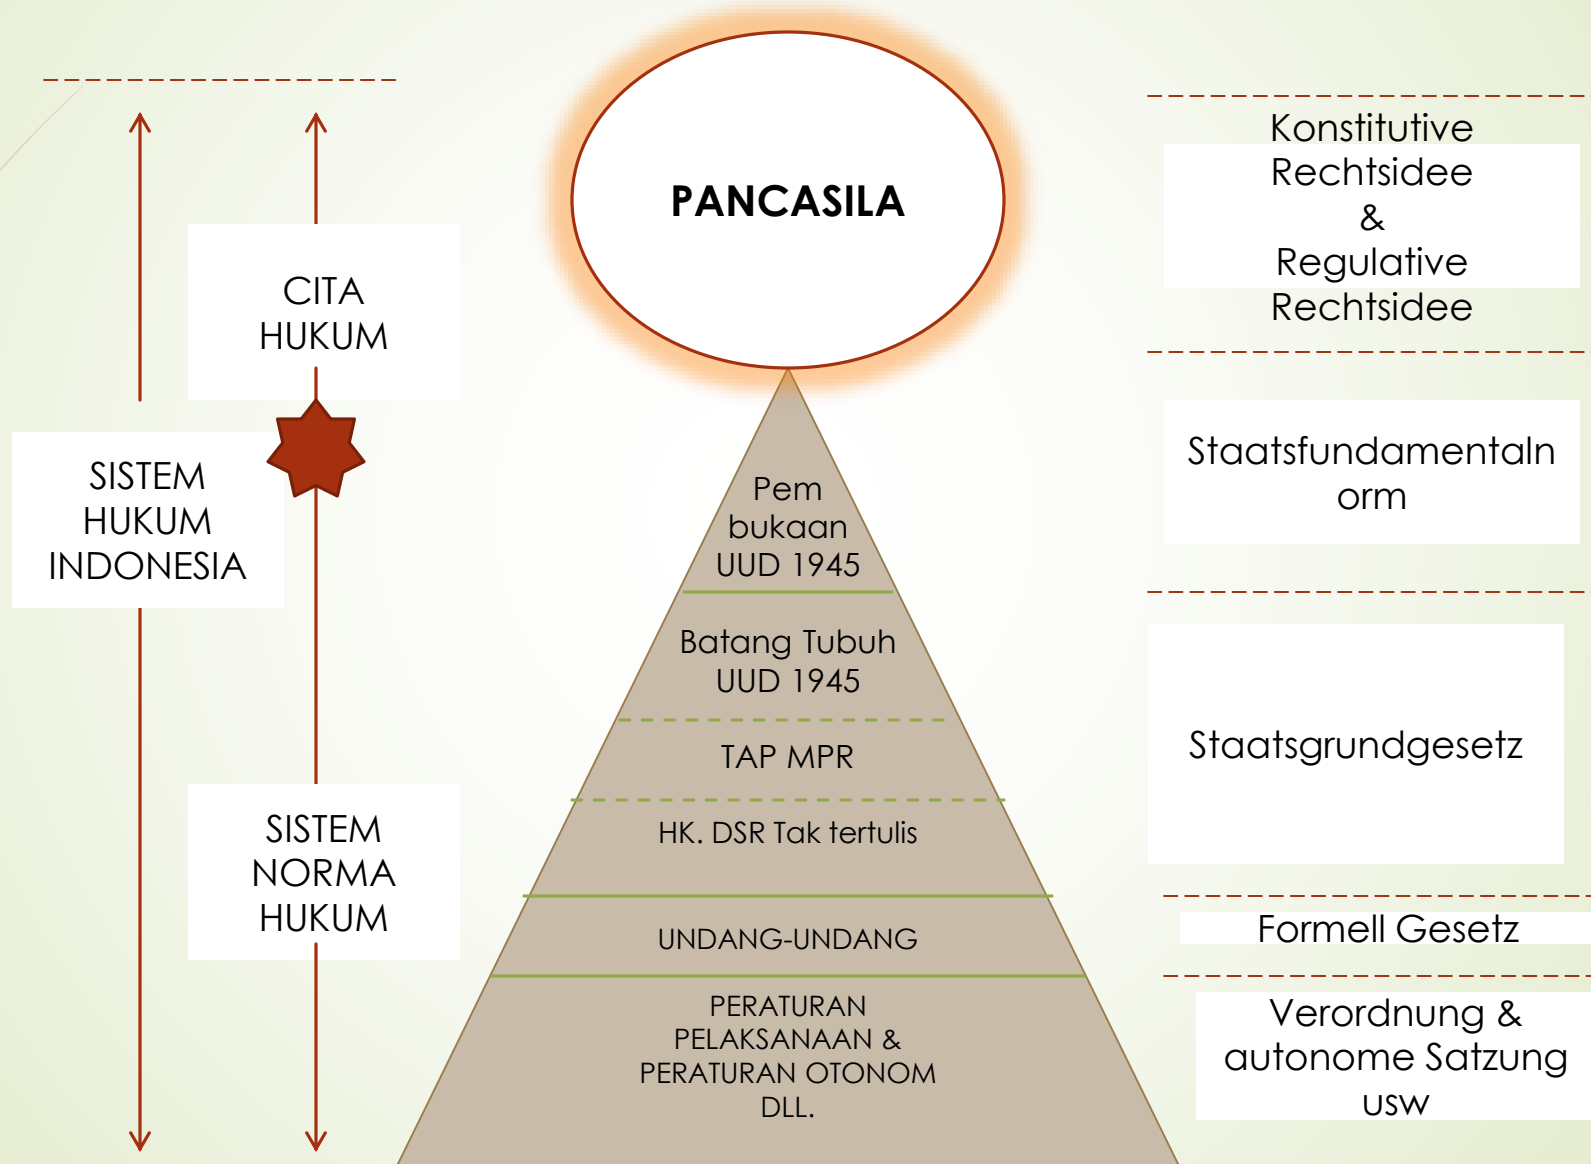 PANCASILA
CITA
HUKUM
SISTEM
HUKUM
INDONESIA
SISTEM
NORMA
HUKUM
Pem
bukaan
UUD 1945
Batang Tubuh
UUD 1945
TAP MPR
HK. DSR Tak tertulis
UNDANG-UNDANG
PERATURAN
PELAKSANAAN &
PERATURAN OTONOM
DLL.
Konstitutive
Rechtsidee
&
Regulative
Rechtsidee
Staatsfundamentaln
orm
Staatsgrundgesetz
Formell Gesetz
Verordnung &
autonome Satzung
usw